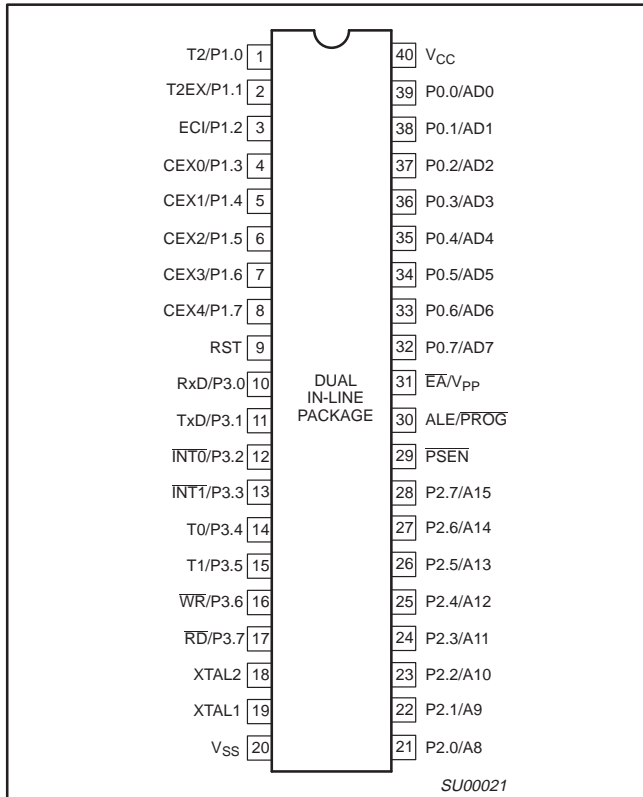 T2/P1.0 1 40 VCC
T2EX/P1.1 2 39 P0.0/AD0
ECI/P1.2 3 38 P0.1/AD1
CEX0/P1.3 4 37 P0.2/AD2
CEX1/P1.4 5 36 P0.3/AD3
CEX2/P1.5 6 35 P0.4/AD4
CEX3/P1.6 7 34 P0.5/AD5
CEX4/P1.7 8 33 P0.6/AD6
RST 9 32 P0.7/AD7
RxD/P3.0 10 31 E̅A̅/VPP
TxD/P3.1 11 30 ALE/P̅R̅O̅G̅
I̅N̅T̅0̅/P3.2 12 29 P̅S̅E̅N̅
I̅N̅T̅1̅/P3.3 13 28 P2.7/A15
T0/P3.4 14 27 P2.6/A14
T1/P3.5 15 26 P2.5/A13
W̅R̅/P3.6 16 25 P2.4/A12
R̅D̅/P3.7 17 24 P2.3/A11
XTAL2 18 23 P2.2/A10
XTAL1 19 22 P2.1/A9
VSS 20 21 P2.0/A8
DUAL
IN-LINE
PACKAGE
SU00021